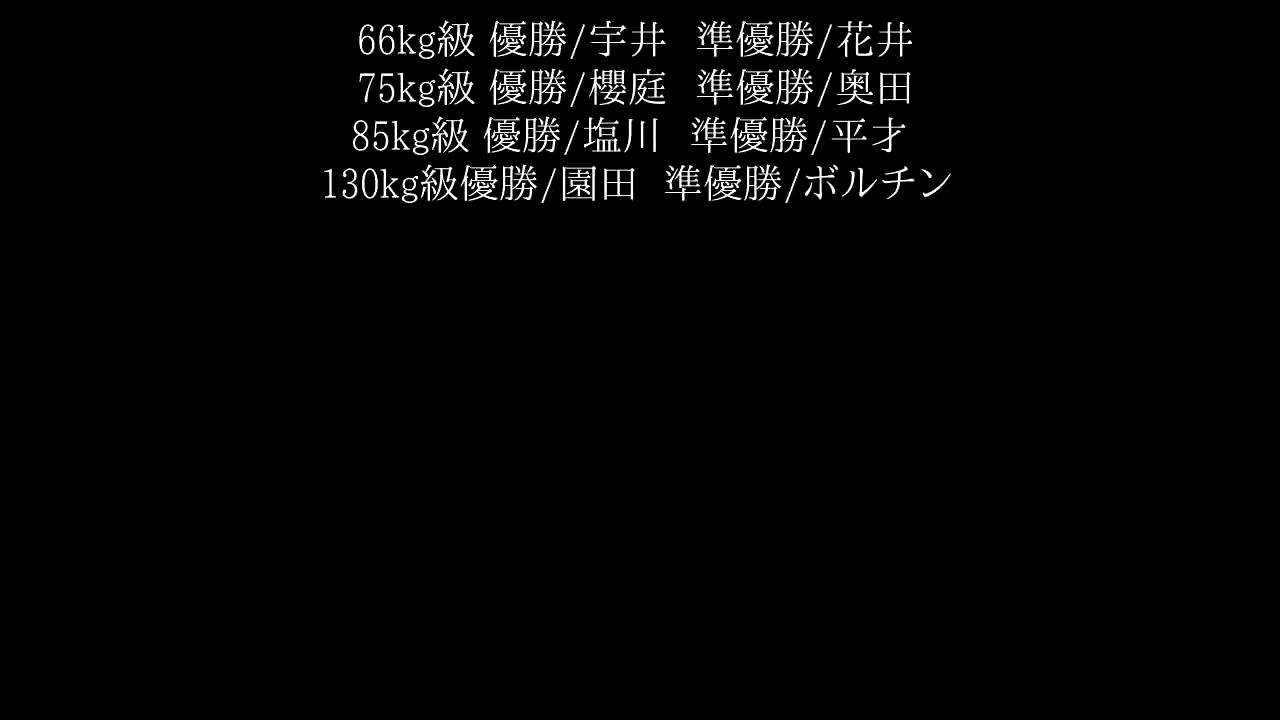 66kg級 優勝/宇井　準優勝/花井
75kg級 優勝/櫻庭　準優勝/奥田
85kg級 優勝/塩川　準優勝/平才
130kg級優勝/園田　準優勝/ボルチン